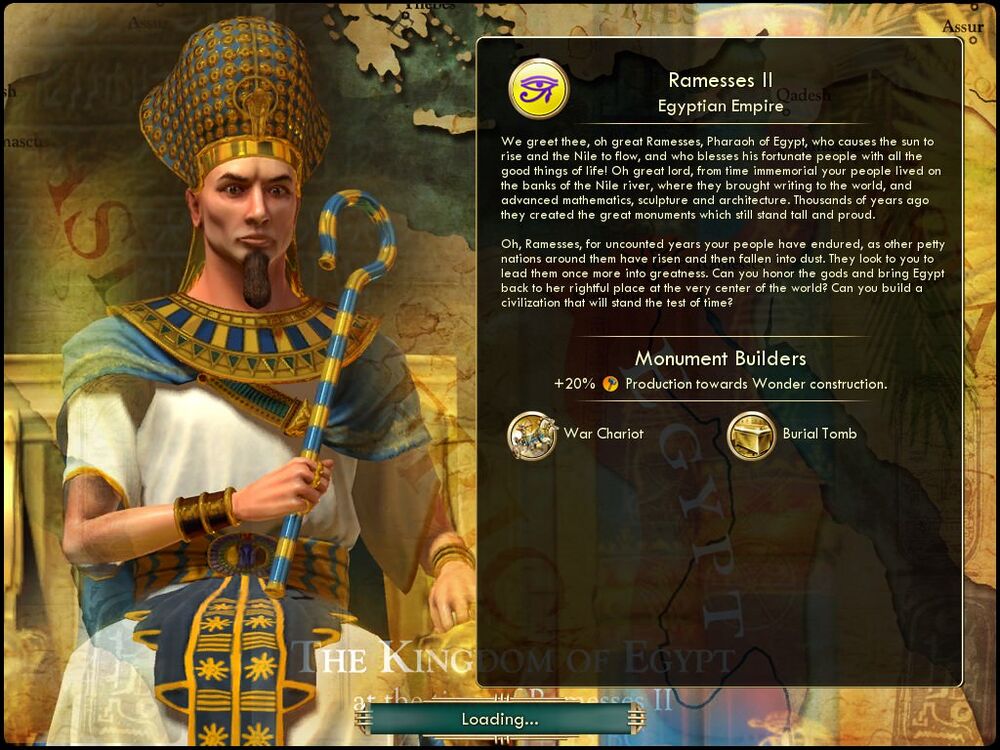 Thebes
Assur
Assur
Qadesh
Ramesses II
Egyptian Empire
We greet thee, oh great Ramesses, Pharaoh of Egypt, who causes the sun to
rise and the Nile to flow, and who blesses his fortunate people with all the
good things of life! Oh great lord, from time immemorial your people lived on
the banks of the Nile river, where they brought writing to the world, and
advanced mathematics, sculpture and architecture. Thousands of years ago
they created the great monuments which still stand tall and proud.
Oh, Ramesses, for uncounted years your people have endured, as other petty
nations around them have risen and then fallen into dust. They look to you to
lead them once more into greatness. Can you honor the gods and bring Egypt
back to her rightful place at the very center of the world? Can you build a
civilization that will stand the test of time?
Monument Builders
+20% Production towards Wonder construction.
War Chariot
Burial Tomb
EGYPT
THE KINGDOM OF EGYPT
at the time of Ramesses II
Loading...